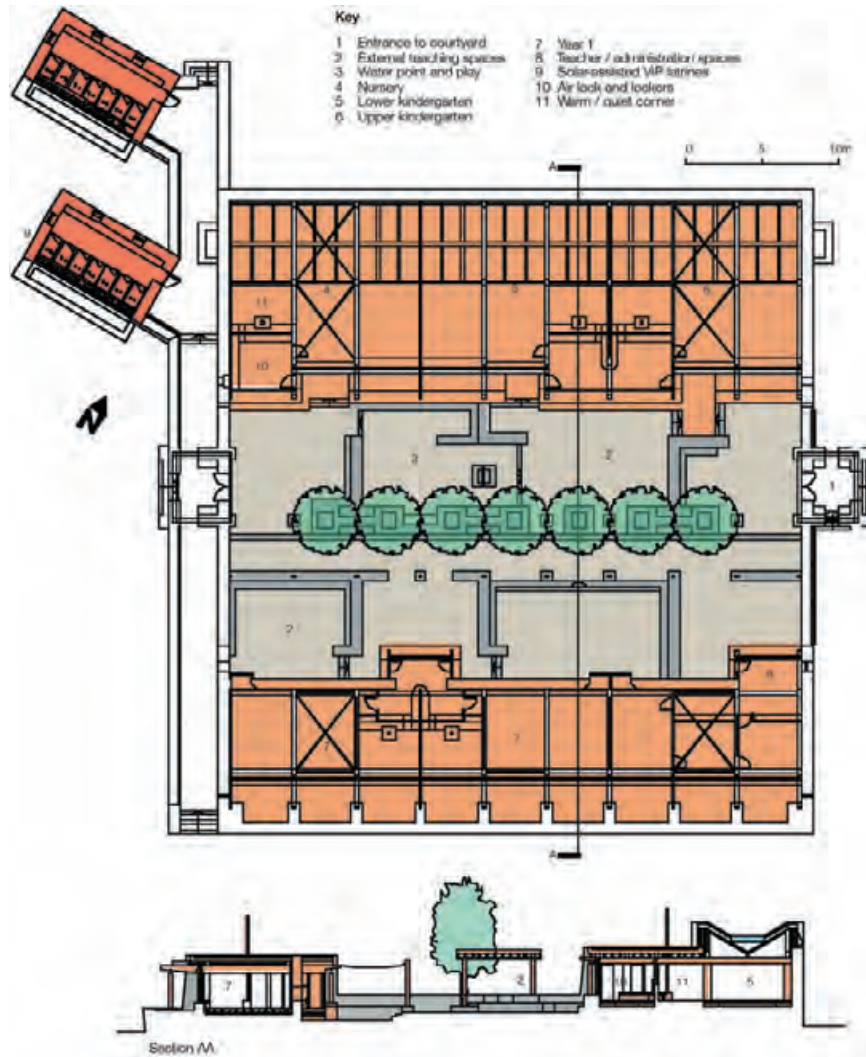 Key
1 Entrance to courtyard
2 External teaching spaces
3 Water point and play
4 Nursery
5 Lower kindergarten
6 Upper kindergarten
7 Year 1
8 Teacher / administration spaces
9 Solar-assisted VIP latrines
10 Air lock and lockers
11 Warm / quiet corner
0 5 10m
A
9
4 5 6
11
10
N
3 2
1
2
8
7 7
A
7 2 10 11 5
Section AA